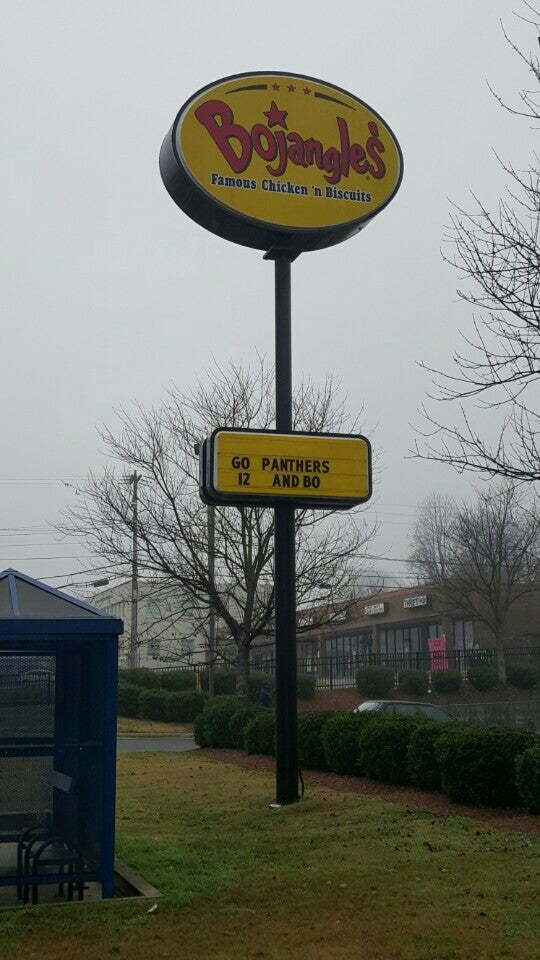 Bojangles'
Famous Chicken 'n Biscuits
GO PANTHERS
12 AND BO